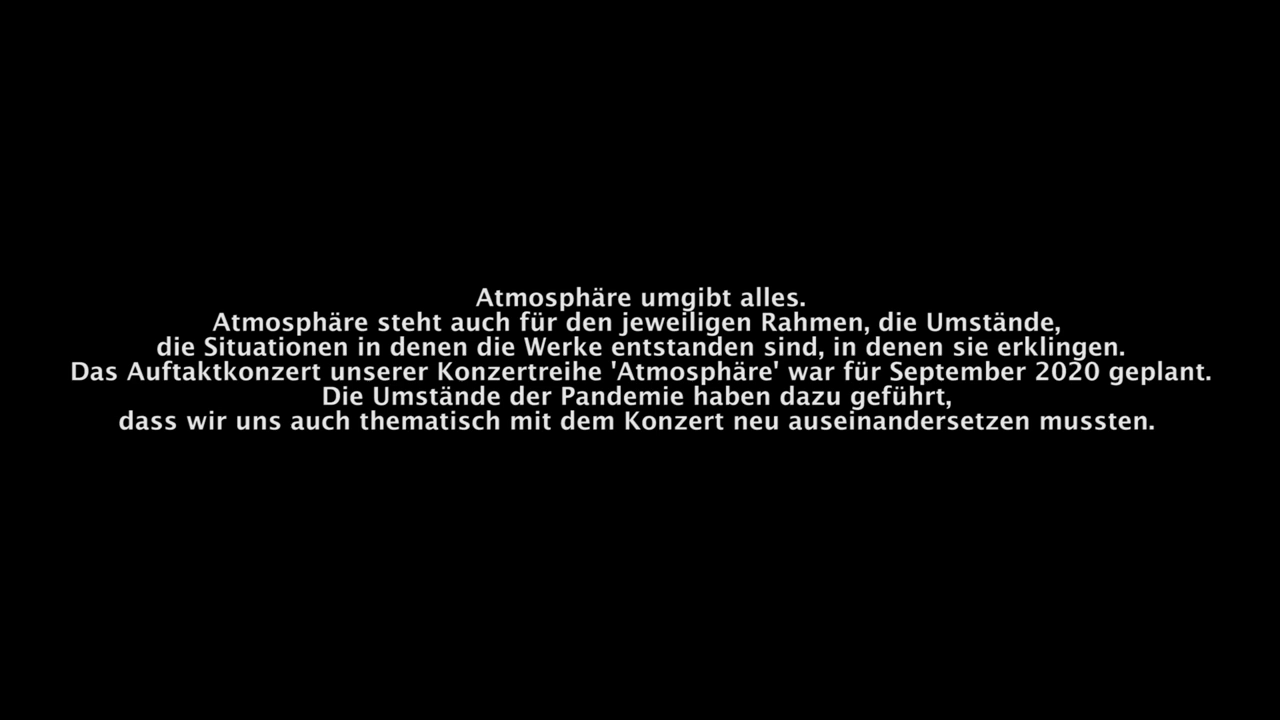 Atmosphäre umgibt alles.
Atmosphäre steht auch für den jeweiligen Rahmen, die Umstände,
die Situationen in denen die Werke entstanden sind, in denen sie erklingen.
Das Auftaktkonzert unserer Konzertreihe 'Atmosphäre' war für September 2020 geplant.
Die Umstände der Pandemie haben dazu geführt,
dass wir uns auch thematisch mit dem Konzert neu auseinandersetzen mussten.